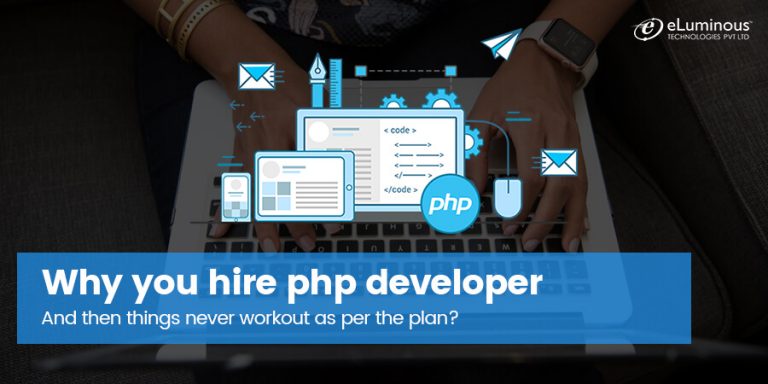 eLuminous™
TECHNOLOGIES PVT LTD
< code >
</code >
php
Why you hire php developer
And then things never workout as per the plan?